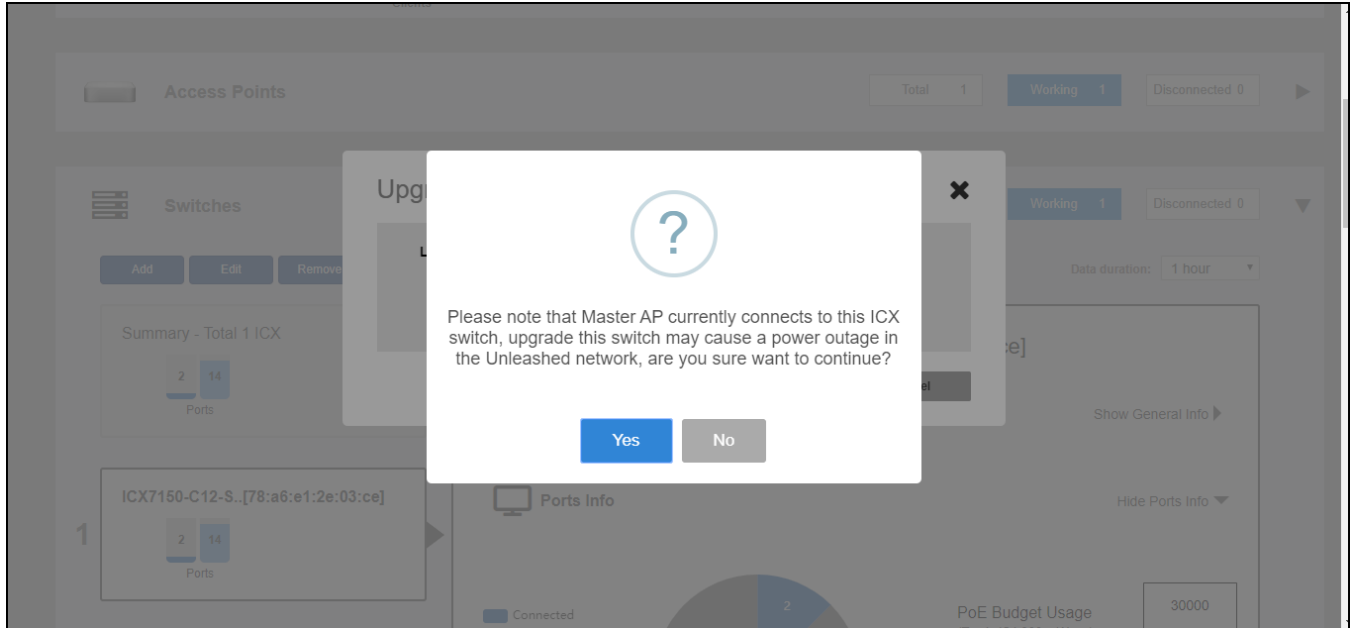 Clients
Access Points
Total 1
Working 1
Disconnected 0
Switches
Upg
Working 1
Disconnected 0
Add
Edit
Remove
L
?
Data duration: 1 hour
Please note that Master AP currently connects to this ICX
switch, upgrade this switch may cause a power outage in
the Unleashed network, are you sure want to continue?
Summary - Total 1 ICX
2 14
Ports
e]
el
Show General Info
Yes
No
ICX7150-C12-S..[78:a6:e1:2e:03:ce]
1
2 14
Ports
Ports Info
Hide Ports Info
Connected
2
PoE Budget Usage
30000